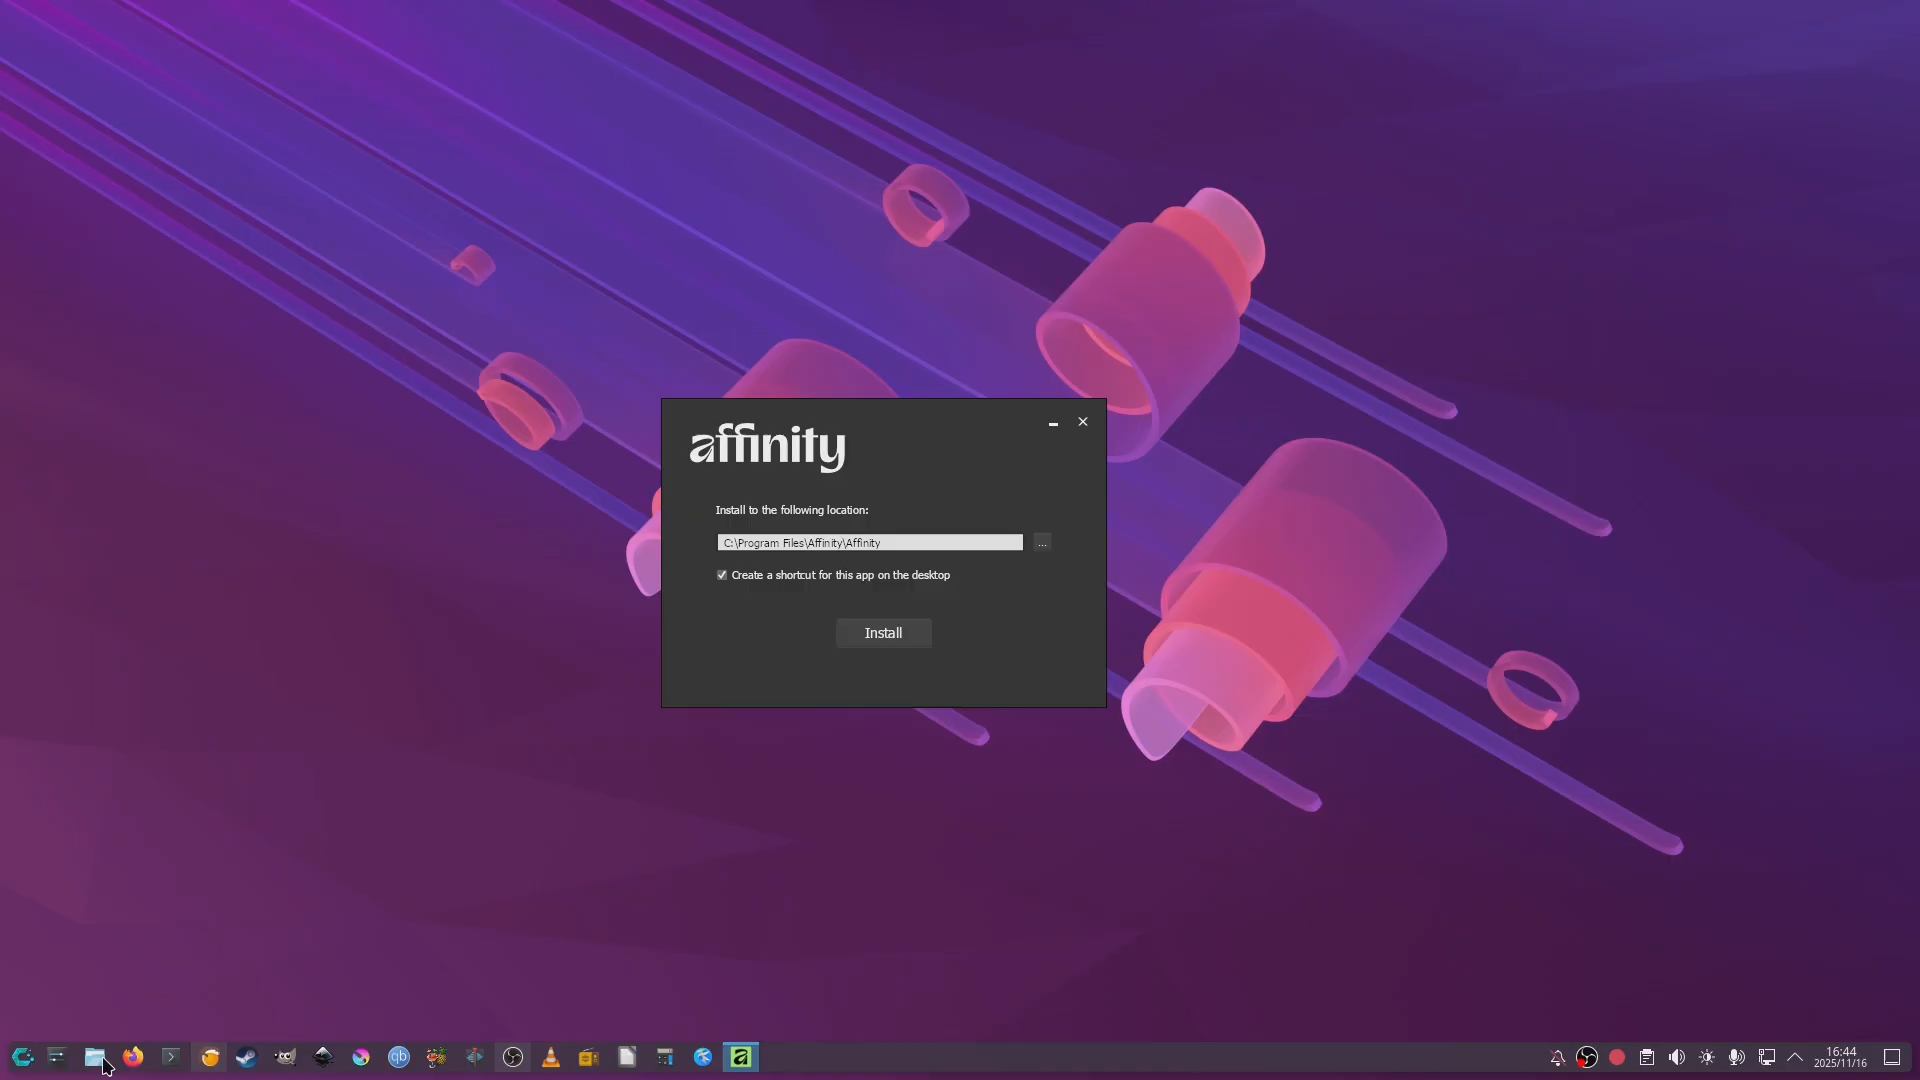 affinity
Install to the following location:
C:\Program Files\Affinity\Affinity
...
Create a shortcut for this app on the desktop
Install
qb
a
16:44
2025/11/16